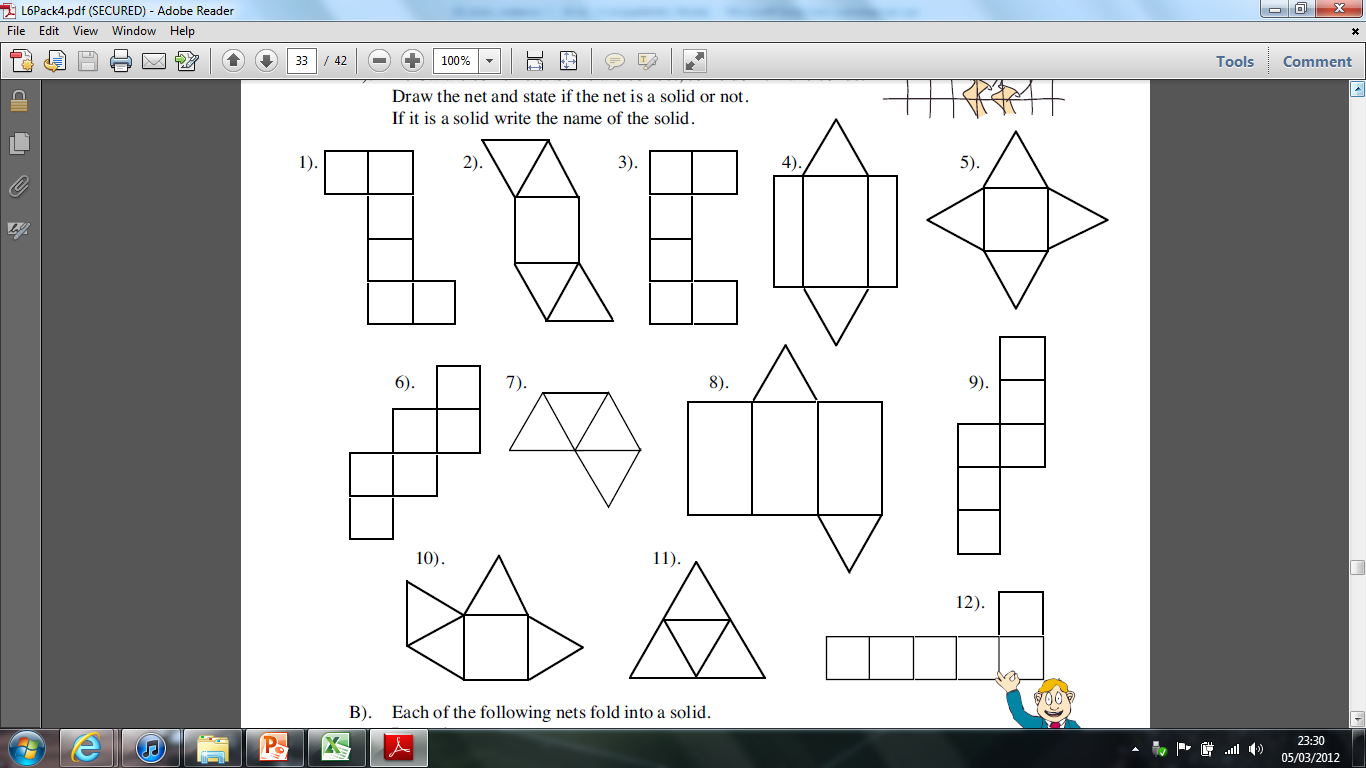 L6Pack4.pdf (SECURED) - Adobe Reader
File Edit View Window Help
33 / 42 100% Tools Comment
Draw the net and state if the net is a solid or not.
If it is a solid write the name of the solid.
1). 2). 3). 4). 5).
6). 7). 8). 9).
10). 11).
12).
B). Each of the following nets fold into a solid.
23:30
05/03/2012